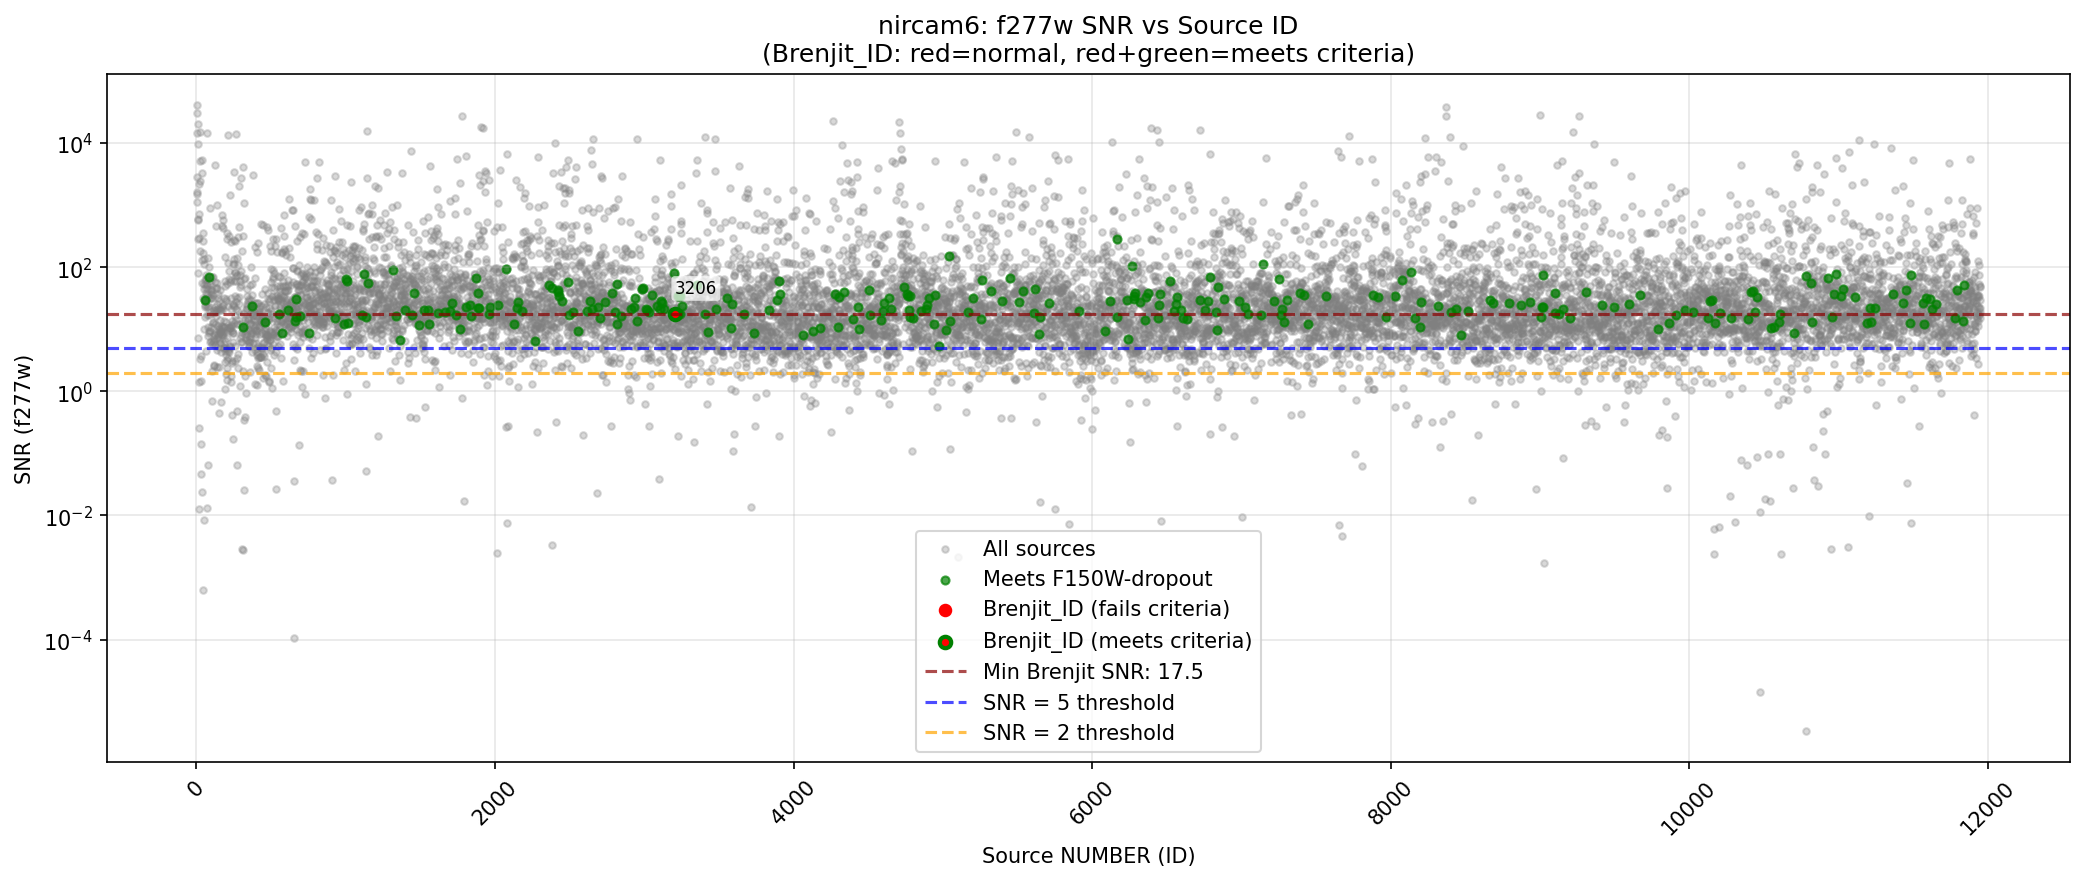 nircam6: f277w SNR vs Source ID
(Brenjit_ID: red=normal, red+green=meets criteria)
SNR (f277w)
10^4
10^2
10^0
10^-2
10^-4
3206
All sources
Meets F150W-dropout
Brenjit_ID (fails criteria)
Brenjit_ID (meets criteria)
Min Brenjit SNR: 17.5
SNR = 5 threshold
SNR = 2 threshold
0
2000
4000
6000
8000
10000
12000
Source NUMBER (ID)